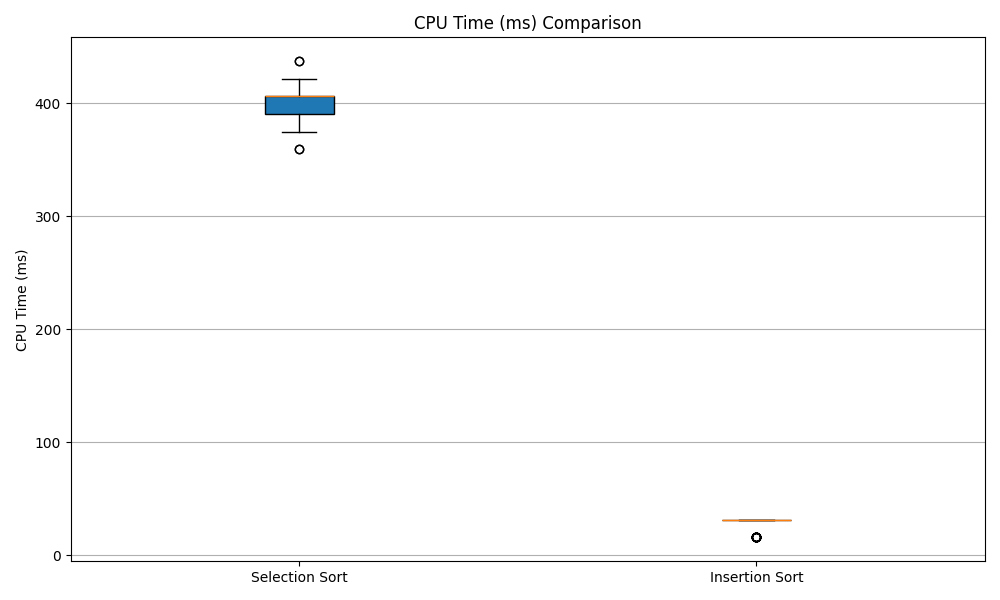 CPU Time (ms) Comparison
CPU Time (ms)
400
300
200
100
0
Selection Sort
Insertion Sort